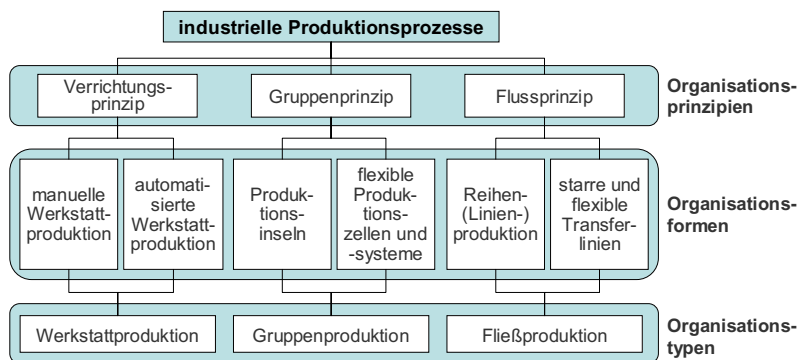 industrielle Produktionsprozesse
Verrichtungs-
prinzip
Gruppenprinzip
Flussprinzip
Organisations-
prinzipien
manuelle
Werkstatt
produktion
automati-
sierte
Werkstatt
produktion
Produk-
tions-
inseln
flexible
Produk-
tions-
zellen und
-systeme
Reihen-
(Linien-)
produktion
starre und
flexible
Transfer-
linien
Organisations-
formen
Werkstattproduktion
Gruppenproduktion
Fließproduktion
Organisations-
typen